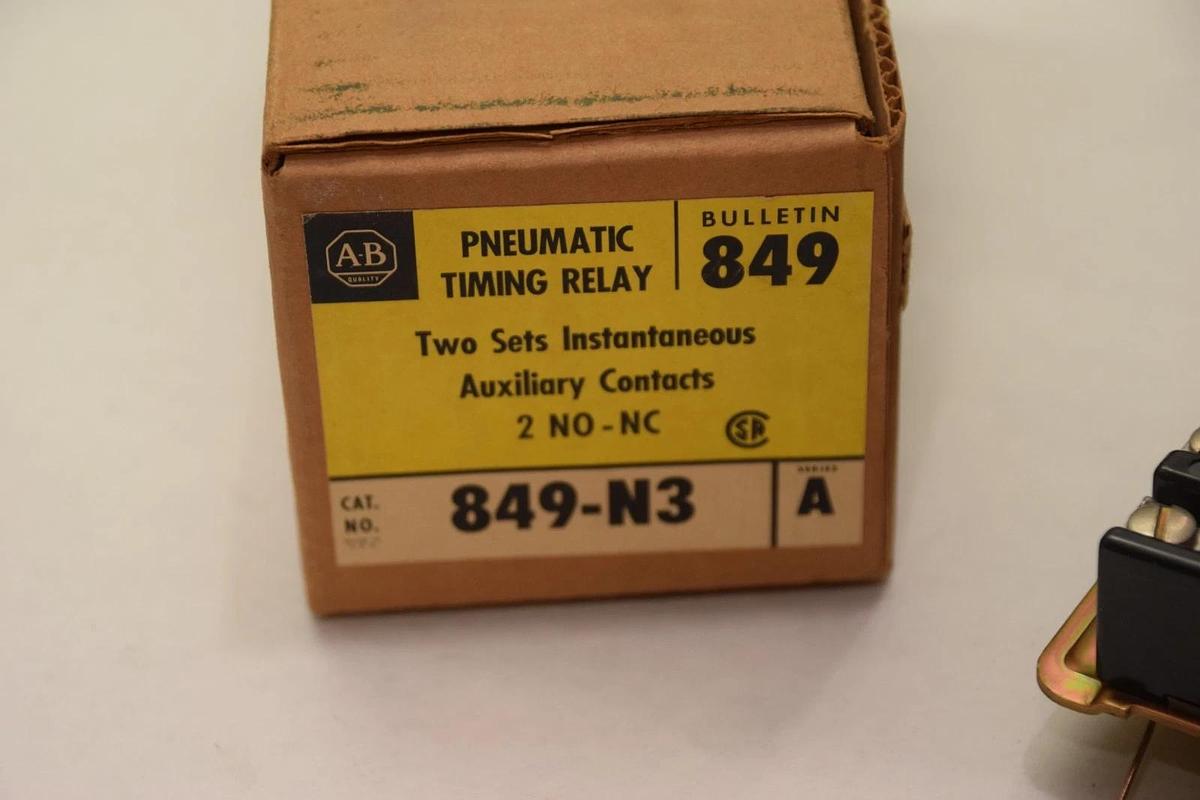 A-B
QUALITY
PNEUMATIC
TIMING RELAY
BULLETIN
849
Two Sets Instantaneous
Auxiliary Contacts
2 NO-NC
SA
CAT.
NO.
849-N3
SERIES
A